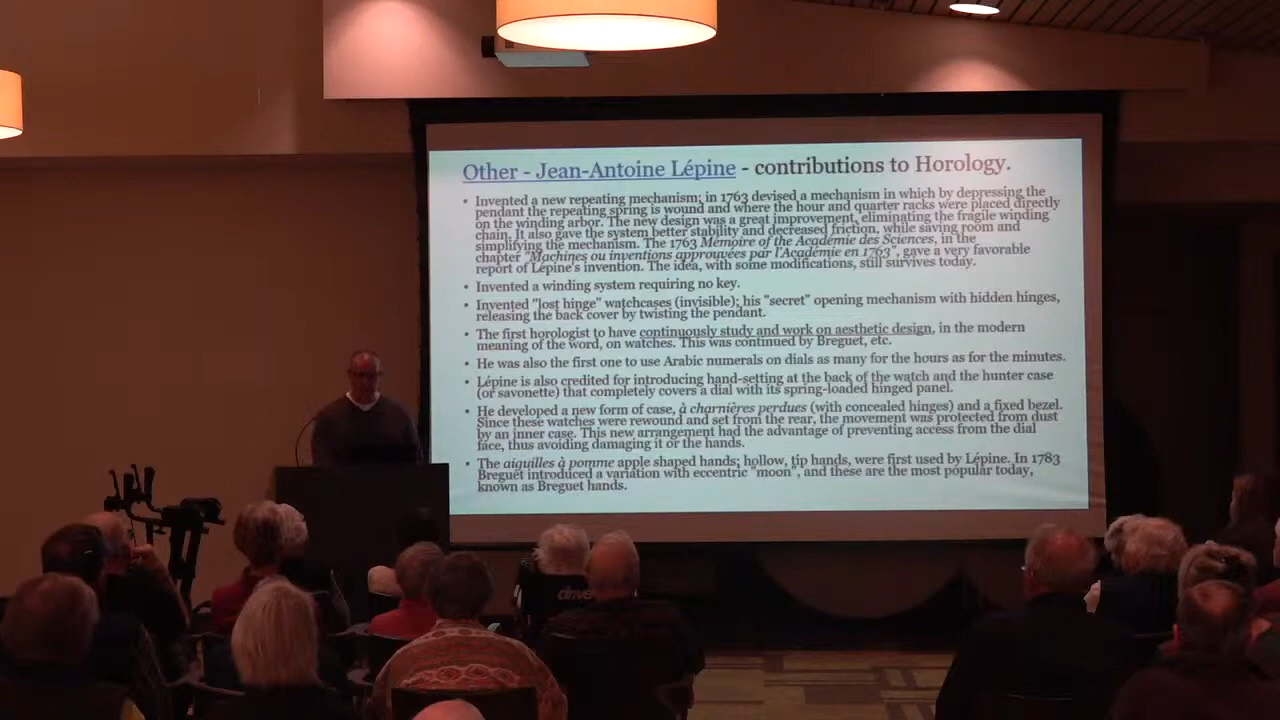 Other - Jean-Antoine Lépine - contributions to Horology.
• Invented a new repeating mechanism; in 1763 devised a mechanism in which by depressing the
pendant the repeating spring is wound and where the hour and quarter racks were placed directly
on the winding arbor. The new design was a great improvement, eliminating the fragile winding
chain. It also gave the system better stability and decreased friction, while saving room and
simplifying the mechanism. The 1763 Mémoire of the Académie des Sciences, in the
chapter "Machines ou inventions approuvées par l'Académie en 1763", gave a very favorable
report of Lépine's invention. The idea, with some modifications, still survives today.
• Invented a winding system requiring no key.
• Invented "lost hinge" watchcases (invisible); his "secret" opening mechanism with hidden hinges,
releasing the back cover by twisting the pendant.
• The first horologist to have continuously study and work on aesthetic design, in the modern
meaning of the word, on watches. This was continued by Breguet, etc.
• He was also the first one to use Arabic numerals on dials as many for the hours as for the minutes.
• Lépine is also credited for introducing hand-setting at the back of the watch and the hunter case
(or savonette) that completely covers a dial with its spring-loaded hinged panel.
• He developed a new form of case, à charnières perdues (with concealed hinges) and a fixed bezel.
Since these watches were rewound and set from the rear, the movement was protected from dust
by an inner case. This new arrangement had the advantage of preventing access from the dial
face, thus avoiding damaging it or the hands.
• The aiguilles à pomme apple shaped hands; hollow, tip hands, were first used by Lépine. In 1783
Breguet introduced a variation with eccentric "moon", and these are the most popular today,
known as Breguet hands.
drive